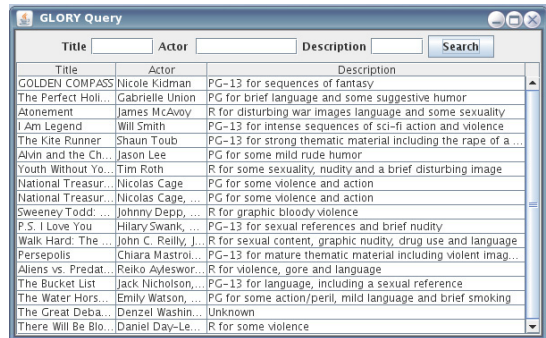 GLORY Query
Title Actor Description Search
Title Actor Description
GOLDEN COMPASS Nicole Kidman PG-13 for sequences of fantasy
The Perfect Holi... Gabrielle Union PG for brief language and some suggestive humor
Atonement James McAvoy R for disturbing war images language and some sexuality
I Am Legend Will Smith PG-13 for intense sequences of sci-fi action and violence
The Kite Runner Shaun Toub PG-13 for strong thematic material including the rape of a ...
Alvin and the Ch... Jason Lee PG for some mild rude humor
Youth Without Yo... Tim Roth R for some sexuality, nudity and a brief disturbing image
National Treasur... Nicolas Cage PG for some violence and action
National Treasur... Nicolas Cage, ... PG for some violence and action
Sweeney Todd: ... Johnny Depp, ... R for graphic bloody violence
P.S. I Love You Hilary Swank, ... PG-13 for sexual references and brief nudity
Walk Hard: The ... John C. Reilly, J... R for sexual content, graphic nudity, drug use and language
Persepolis Chiara Mastroi... PG-13 for mature thematic material including violent imag...
Aliens vs. Predat... Reiko Ayleswor... R for violence, gore and language
The Bucket List Jack Nicholson,... PG-13 for language, including a sexual reference
The Water Hors... Emily Watson, ... PG for some action/peril, mild language and brief smoking
The Great Deba... Denzel Washin... Unknown
There Will Be Blo... Daniel Day-Le... R for some violence